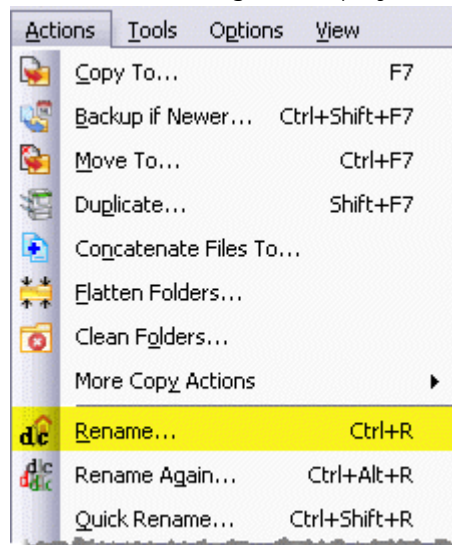 Actions Tools Options View
Copy To... F7
Backup if Newer... Ctrl+Shift+F7
Move To... Ctrl+F7
Duplicate... Shift+F7
Concatenate Files To...
Flatten Folders...
Clean Folders...
More Copy Actions
Rename... Ctrl+R
Rename Again... Ctrl+Alt+R
Quick Rename... Ctrl+Shift+R